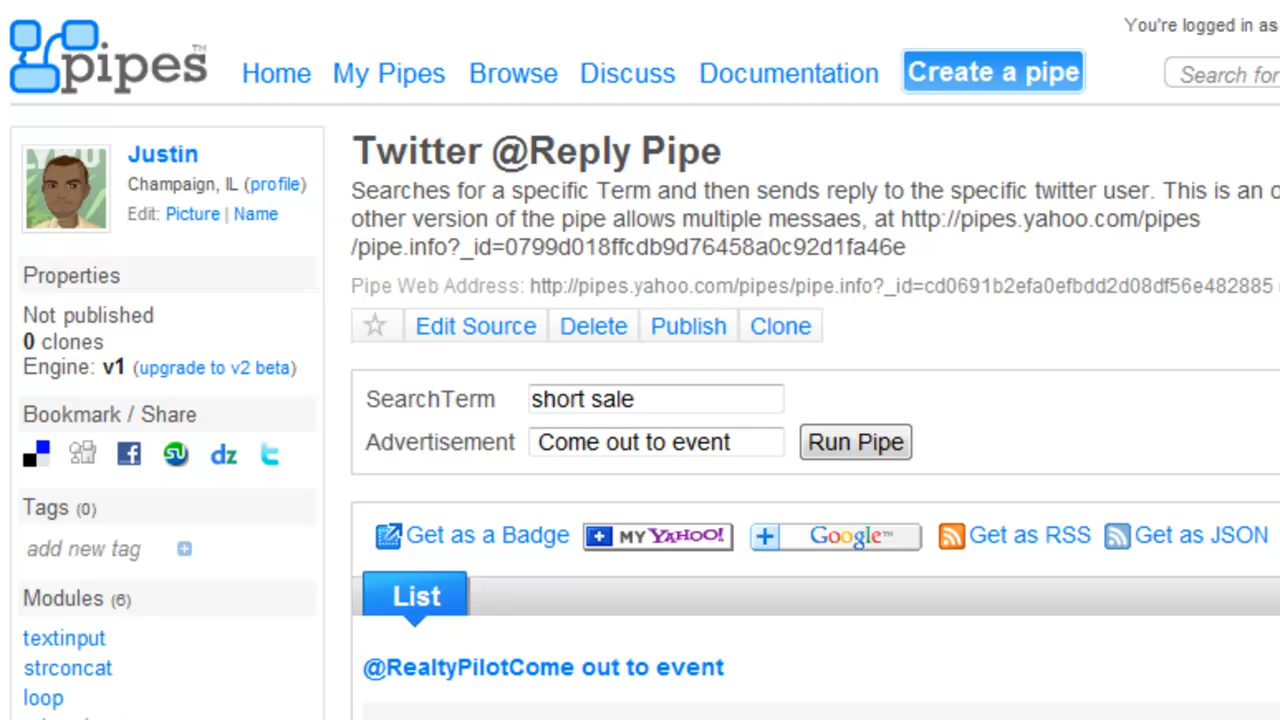 You're logged in as
pipes™
Home My Pipes Browse Discuss Documentation Create a pipe
Search for
Justin
Champaign, IL (profile)
Edit: Picture | Name
Properties
Not published
0 clones
Engine: v1 (upgrade to v2 beta)
Bookmark / Share
dz
Tags (0)
add new tag
Modules (6)
textinput
strconcat
loop
Twitter @Reply Pipe
Searches for a specific Term and then sends reply to the specific twitter user. This is an
other version of the pipe allows multiple messaes, at http://pipes.yahoo.com/pipes
/pipe.info?_id=0799d018ffcdb9d76458a0c92d1fa46e
Pipe Web Address: http://pipes.yahoo.com/pipes/pipe.info?_id=cd0691b2efa0efbdd2d08df56e482885
Edit Source Delete Publish Clone
SearchTerm short sale
Advertisement Come out to event Run Pipe
Get as a Badge MY YAHOO! Google™ Get as RSS Get as JSON
List
@RealtyPilotCome out to event